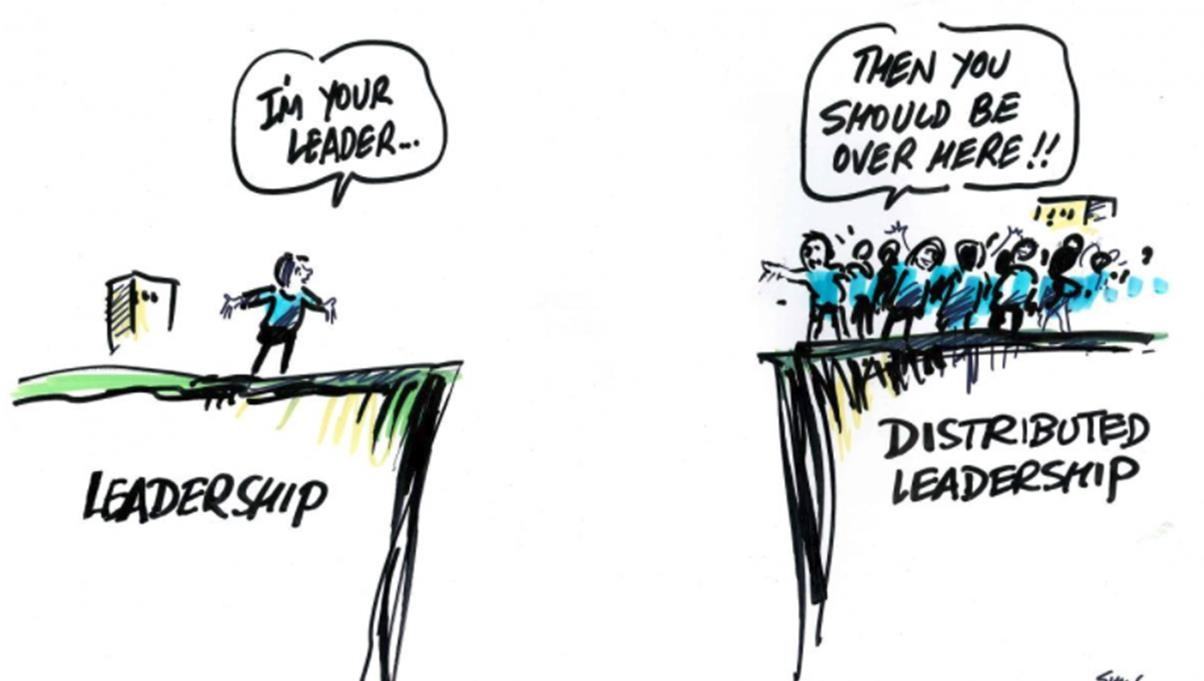 I'M YOUR
LEADER...
THEN YOU
SHOULD BE
OVER HERE!!
LEADERSHIP
DISTRIBUTED
LEADERSHIP